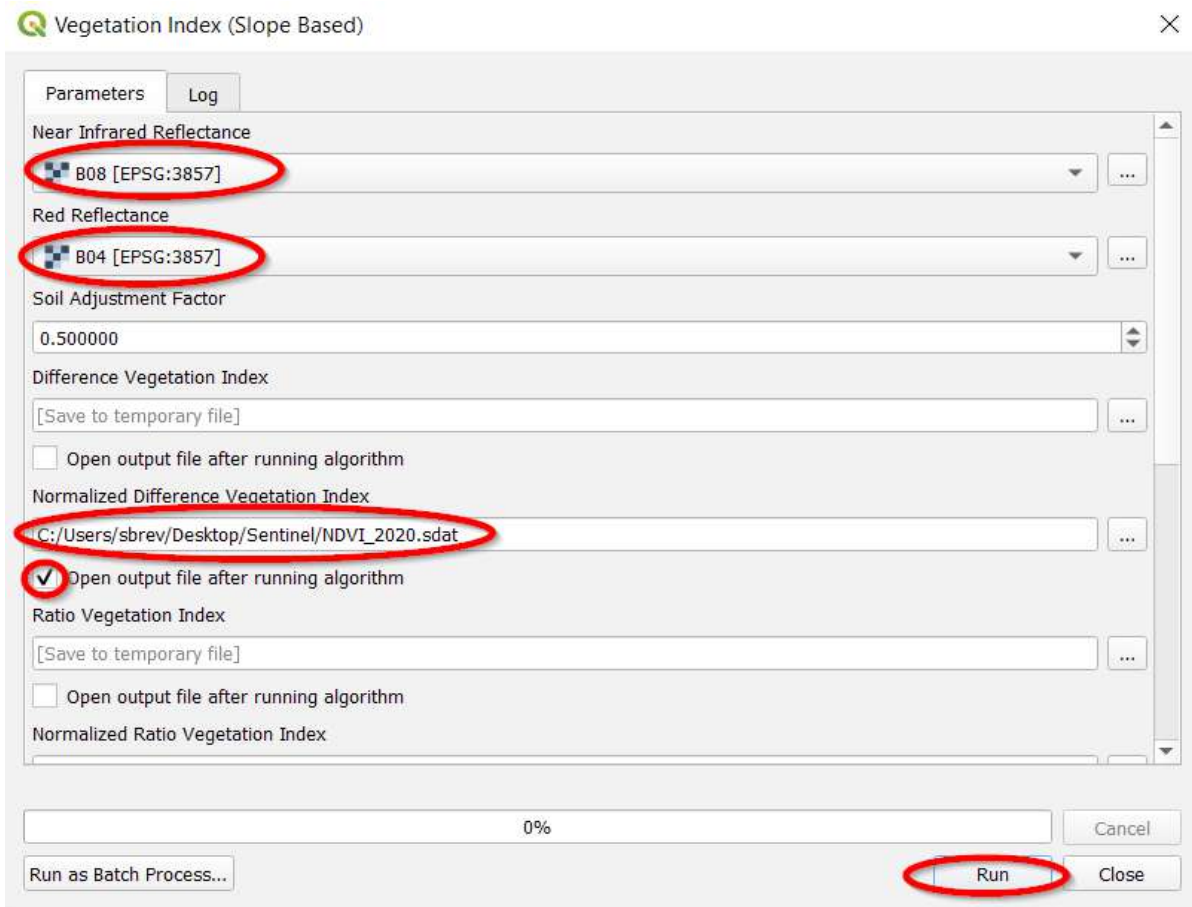 Vegetation Index (Slope Based)
Parameters Log
Near Infrared Reflectance
B08 [EPSG:3857]
...
Red Reflectance
B04 [EPSG:3857]
...
Soil Adjustment Factor
0.500000
Difference Vegetation Index
[Save to temporary file]
...
Open output file after running algorithm
Normalized Difference Vegetation Index
C:/Users/sbrev/Desktop/Sentinel/NDVI_2020.sdat
...
Open output file after running algorithm
Ratio Vegetation Index
[Save to temporary file]
...
Open output file after running algorithm
Normalized Ratio Vegetation Index
0%
Cancel
Run as Batch Process...
Run
Close